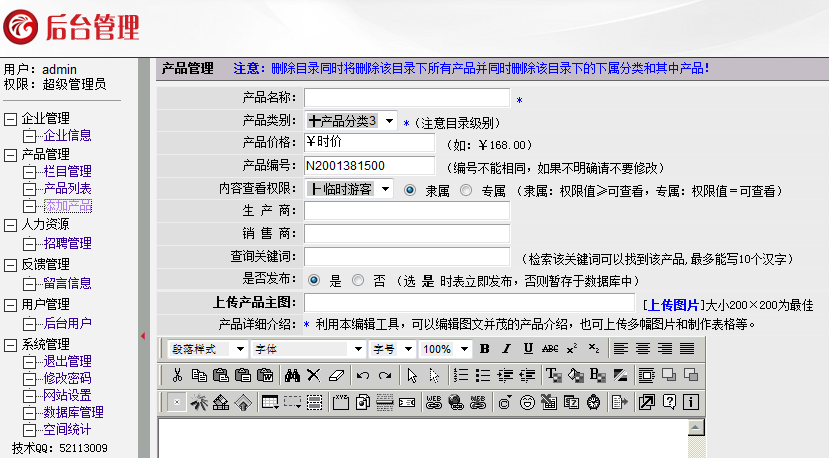 后台管理
用户: admin
权限: 超级管理员
企业管理
企业信息
产品管理
栏目管理
产品列表
添加产品
人力资源
招聘管理
反馈管理
留言信息
用户管理
后台用户
系统管理
退出管理
修改密码
网站设置
数据库管理
空间统计
技术QQ: 52113009
产品管理 注意: 删除目录同时将删除该目录下所有产品并同时删除该目录下的下属分类和其中产品!
产品名称: *
产品类别: ╋产品分类3 *(注意目录级别)
产品价格: ￥时价 (如: ￥168.00)
产品编号: N2001381500 (编号不能相同, 如果不明确请不要修改)
内容查看权限: ┣临时游客 隶属 专属 (隶属: 权限值≥可查看, 专属: 权限值＝可查看)
生 产 商:
销 售 商:
查询关键词: (检索该关键词可以找到该产品,最多能写10个汉字)
是否发布: 是 否 (选 是 时表立即发布, 否则暂存于数据库中)
上传产品主图: [上传图片]大小200×200为最佳
产品详细介绍: * 利用本编辑工具, 可以编辑图文并茂的产品介绍, 也可上传多幅图片和制作表格等。
段落样式 字体 字号 100% B I U ABC x² x₂